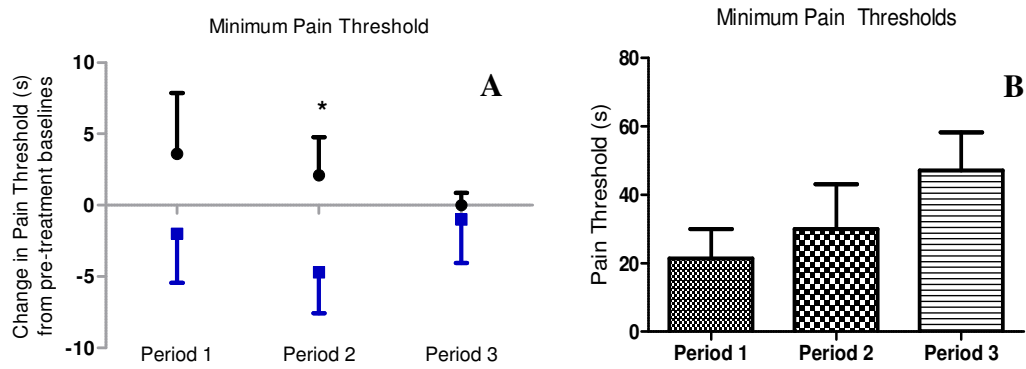 Minimum Pain Threshold
A
*
Change in Pain Threshold (s)
from pre-treatment baselines
10
5
0
-5
-10
Period 1 Period 2 Period 3
Minimum Pain Thresholds
B
Pain Threshold (s)
80
60
40
20
0
Period 1 Period 2 Period 3